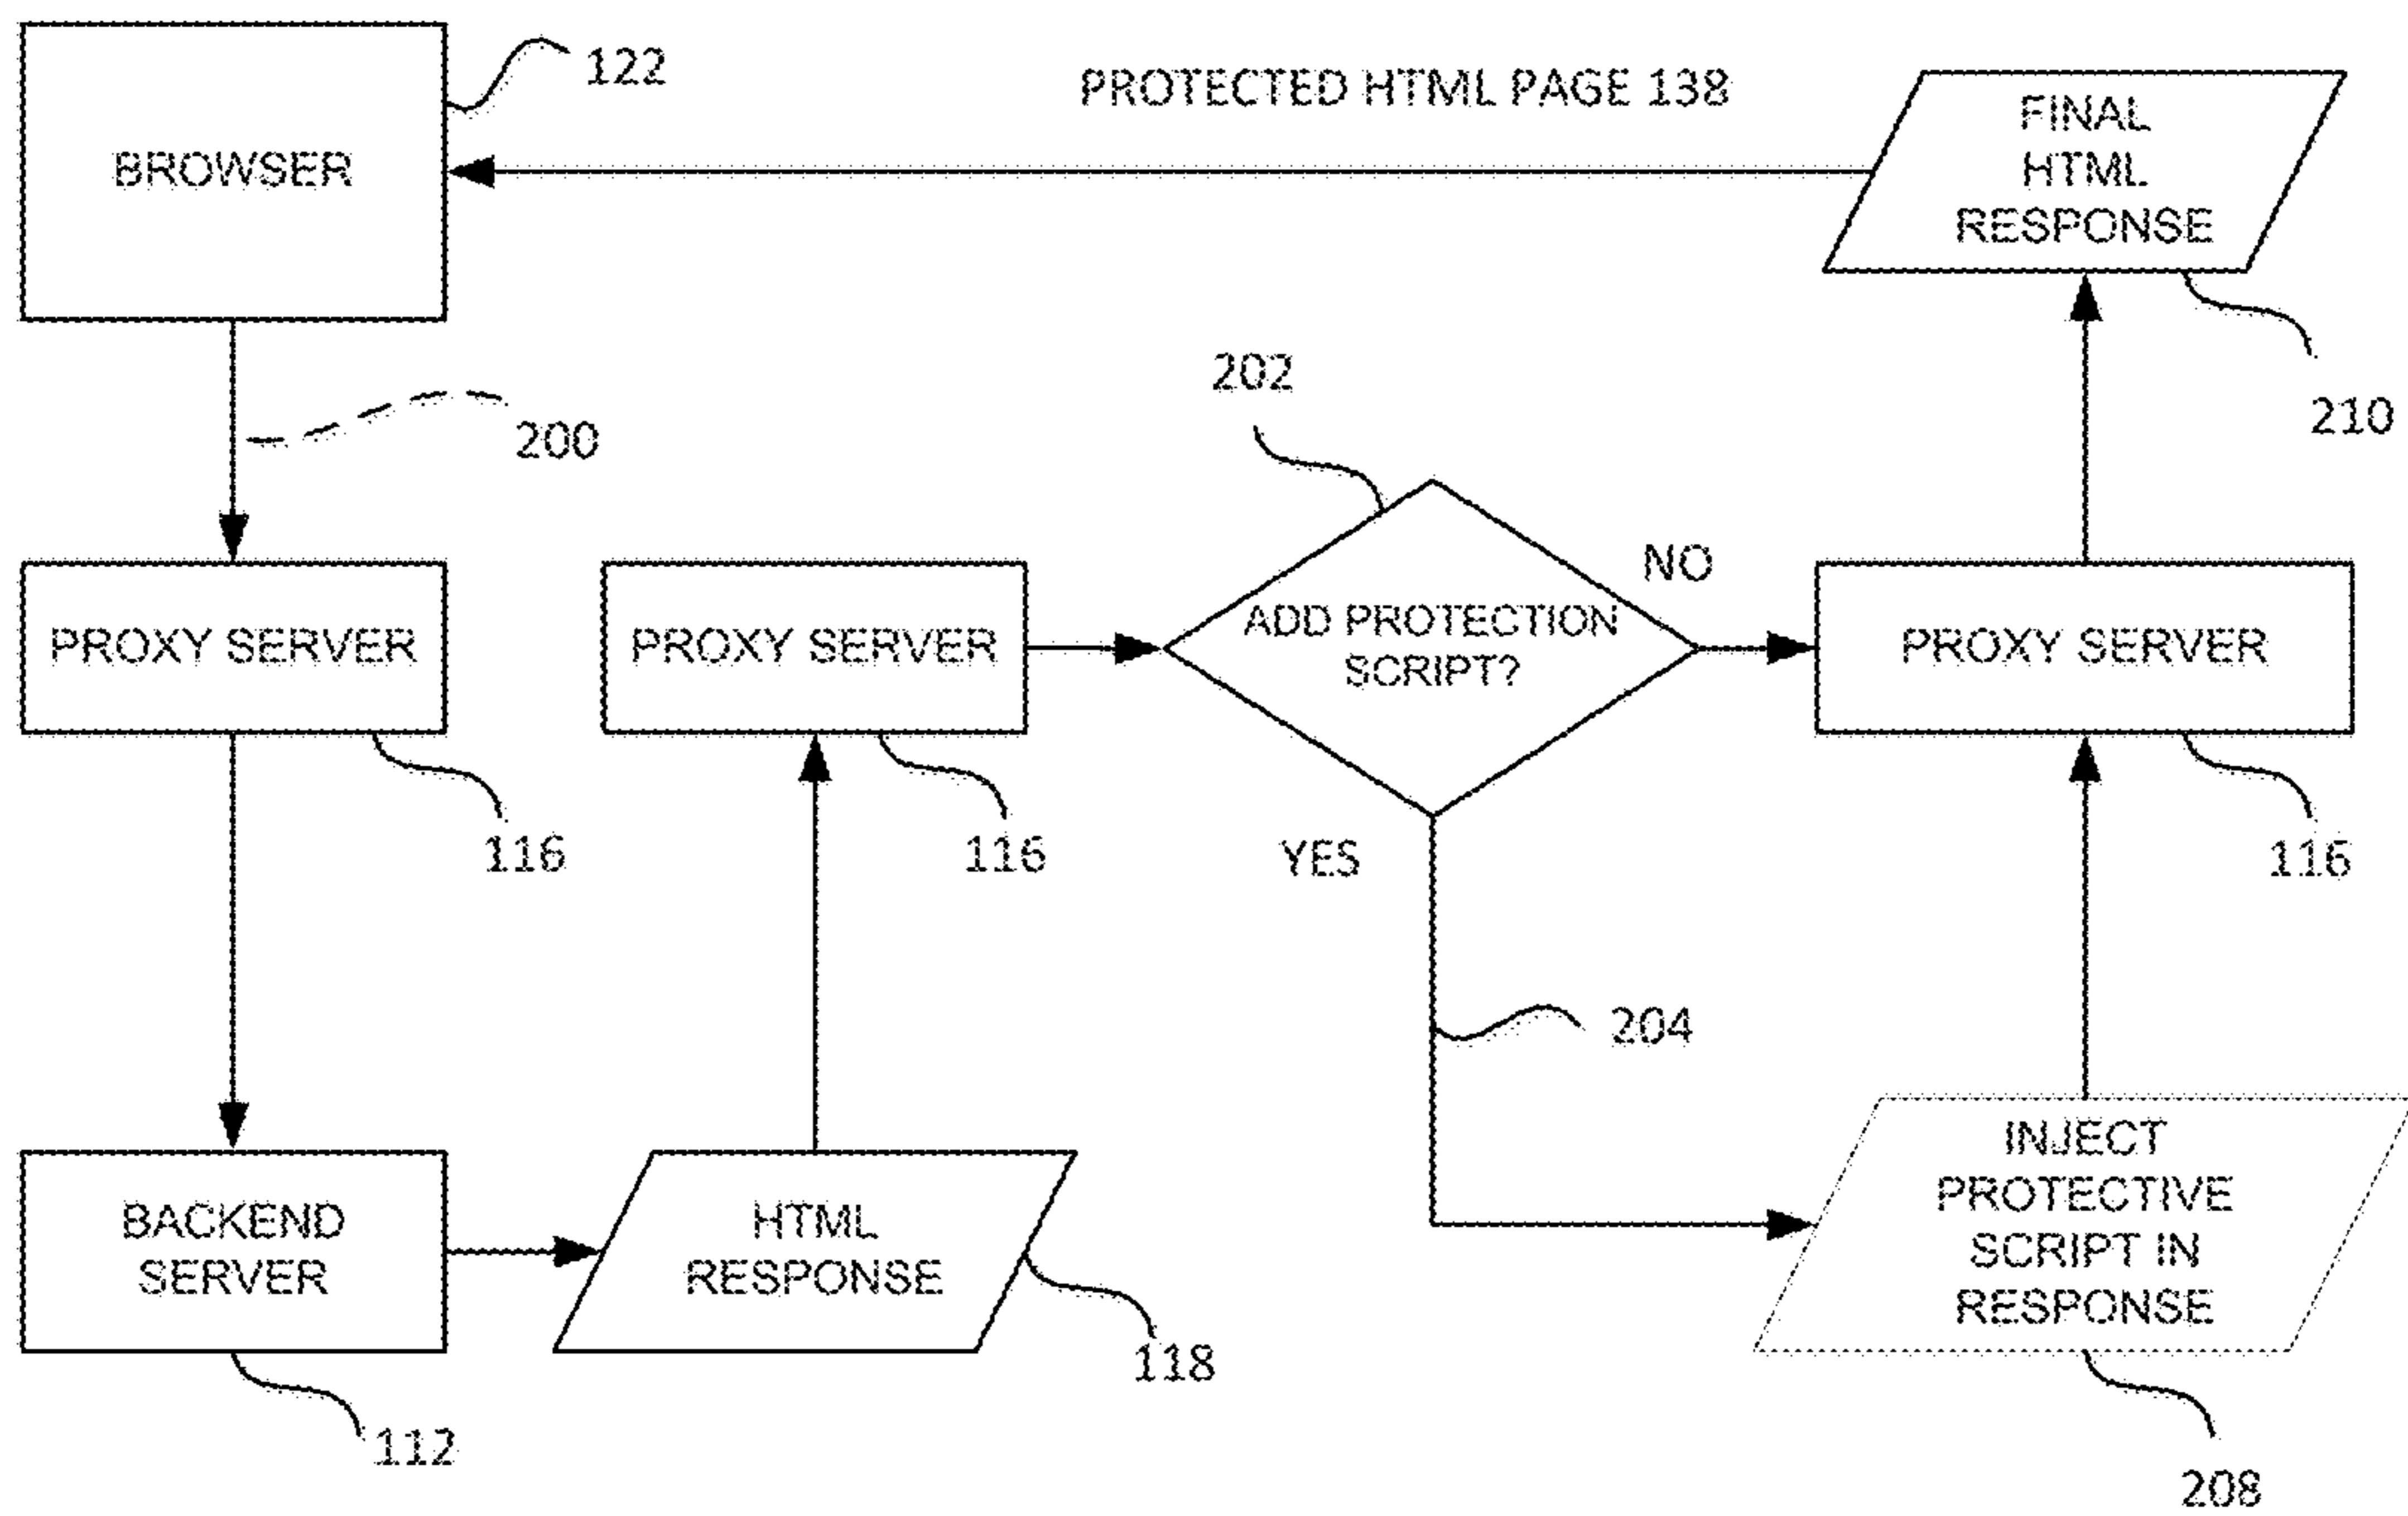 122
PROTECTED HTML PAGE 138
FINAL
HTML
RESPONSE
BROWSER
202
200
210
NO
PROXY SERVER
PROXY SERVER
ADD PROTECTION
SCRIPT?
PROXY SERVER
116
116
YES
116
204
BACKEND
SERVER
HTML
RESPONSE
INJECT
PROTECTIVE
SCRIPT IN
RESPONSE
118
112
208